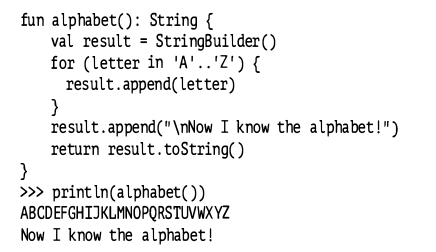 fun alphabet(): String {
    val result = StringBuilder()
    for (letter in 'A'..'Z') {
      result.append(letter)
    }
    result.append("\nNow I know the alphabet!")
    return result.toString()
}
>>> println(alphabet())
ABCDEFGHIJKLMNOPQRSTUVWXYZ
Now I know the alphabet!